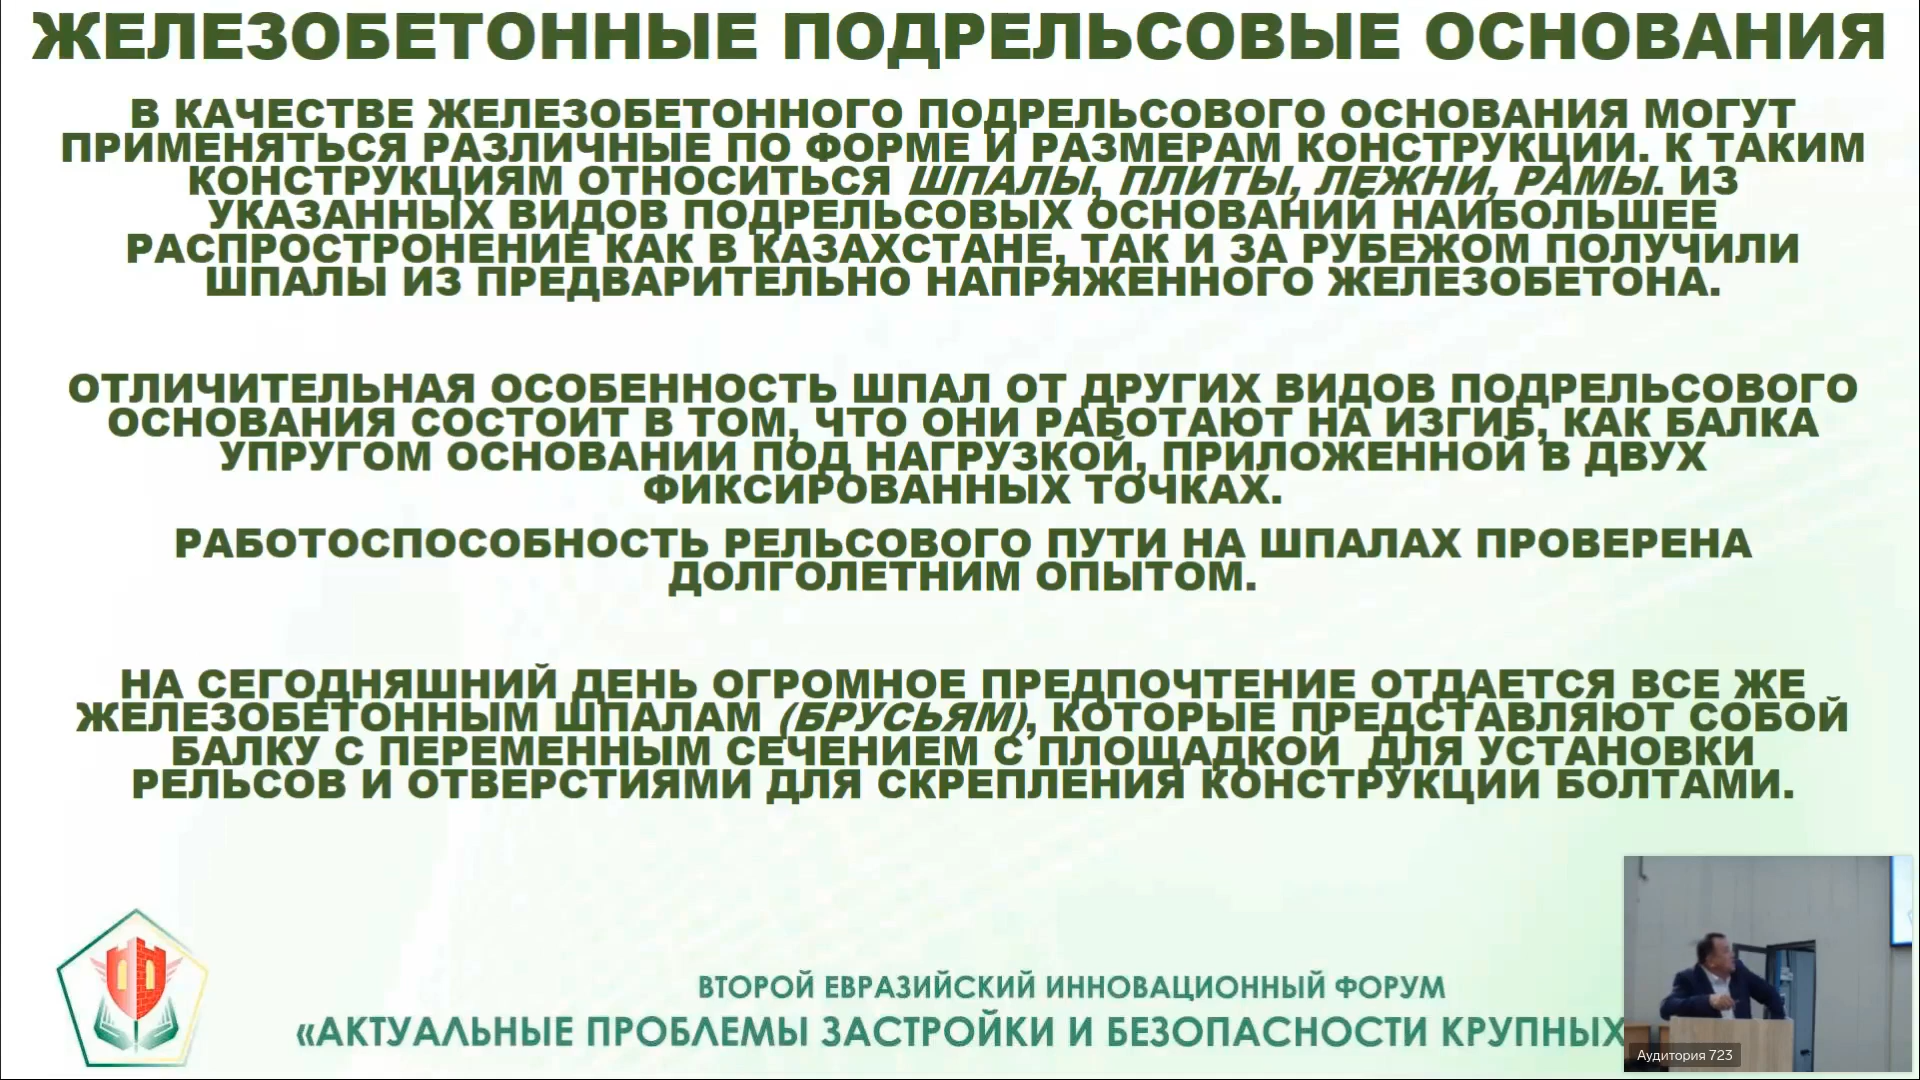 ЖЕЛЕЗОБЕТОННЫЕ ПОДРЕЛЬСОВЫЕ ОСНОВАНИЯ
В КАЧЕСТВЕ ЖЕЛЕЗОБЕТОННОГО ПОДРЕЛЬСОВОГО ОСНОВАНИЯ МОГУТ
ПРИМЕНЯТЬСЯ РАЗЛИЧНЫЕ ПО ФОРМЕ И РАЗМЕРАМ КОНСТРУКЦИИ. К ТАКИМ
КОНСТРУКЦИЯМ ОТНОСИТЬСЯ ШПАЛЫ, ПЛИТЫ, ЛЕЖНИ, РАМЫ. ИЗ
УКАЗАННЫХ ВИДОВ ПОДРЕЛЬСОВЫХ ОСНОВАНИЙ НАИБОЛЬШЕЕ
РАСПРОСТРОНЕНИЕ КАК В КАЗАХСТАНЕ, ТАК И ЗА РУБЕЖОМ ПОЛУЧИЛИ
ШПАЛЫ ИЗ ПРЕДВАРИТЕЛЬНО НАПРЯЖЕННОГО ЖЕЛЕЗОБЕТОНА.
ОТЛИЧИТЕЛЬНАЯ ОСОБЕННОСТЬ ШПАЛ ОТ ДРУГИХ ВИДОВ ПОДРЕЛЬСОВОГО
ОСНОВАНИЯ СОСТОИТ В ТОМ, ЧТО ОНИ РАБОТАЮТ НА ИЗГИБ, КАК БАЛКА
УПРУГОМ ОСНОВАНИИ ПОД НАГРУЗКОЙ, ПРИЛОЖЕННОЙ В ДВУХ
ФИКСИРОВАННЫХ ТОЧКАХ.
РАБОТОСПОСОБНОСТЬ РЕЛЬСОВОГО ПУТИ НА ШПАЛАХ ПРОВЕРЕНА
ДОЛГОЛЕТНИМ ОПЫТОМ.
НА СЕГОДНЯШНИЙ ДЕНЬ ОГРОМНОЕ ПРЕДПОЧТЕНИЕ ОТДАЕТСЯ ВСЕ ЖЕ
ЖЕЛЕЗОБЕТОННЫМ ШПАЛАМ (БРУСЬЯМ), КОТОРЫЕ ПРЕДСТАВЛЯЮТ СОБОЙ
БАЛКУ С ПЕРЕМЕННЫМ СЕЧЕНИЕМ С ПЛОЩАДКОЙ ДЛЯ УСТАНОВКИ
РЕЛЬСОВ И ОТВЕРСТИЯМИ ДЛЯ СКРЕПЛЕНИЯ КОНСТРУКЦИИ БОЛТАМИ.
ВТОРОЙ ЕВРАЗИЙСКИЙ ИННОВАЦИОННЫЙ ФОРУМ
«АКТУАЛЬНЫЕ ПРОБЛЕМЫ ЗАСТРОЙКИ И БЕЗОПАСНОСТИ КРУПНЫХ
Аудитория 723